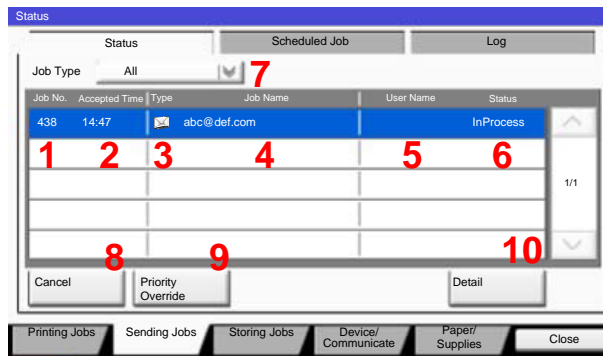 Status
Status Scheduled Job Log
Job Type All 7
Job No. Accepted Time Type Job Name User Name Status
438 14:47 abc@def.com InProcess
1 2 3 4 5 6
1/1
8 9 10
Cancel Priority Override Detail
Printing Jobs Sending Jobs Storing Jobs Device/Communicate Paper/Supplies Close